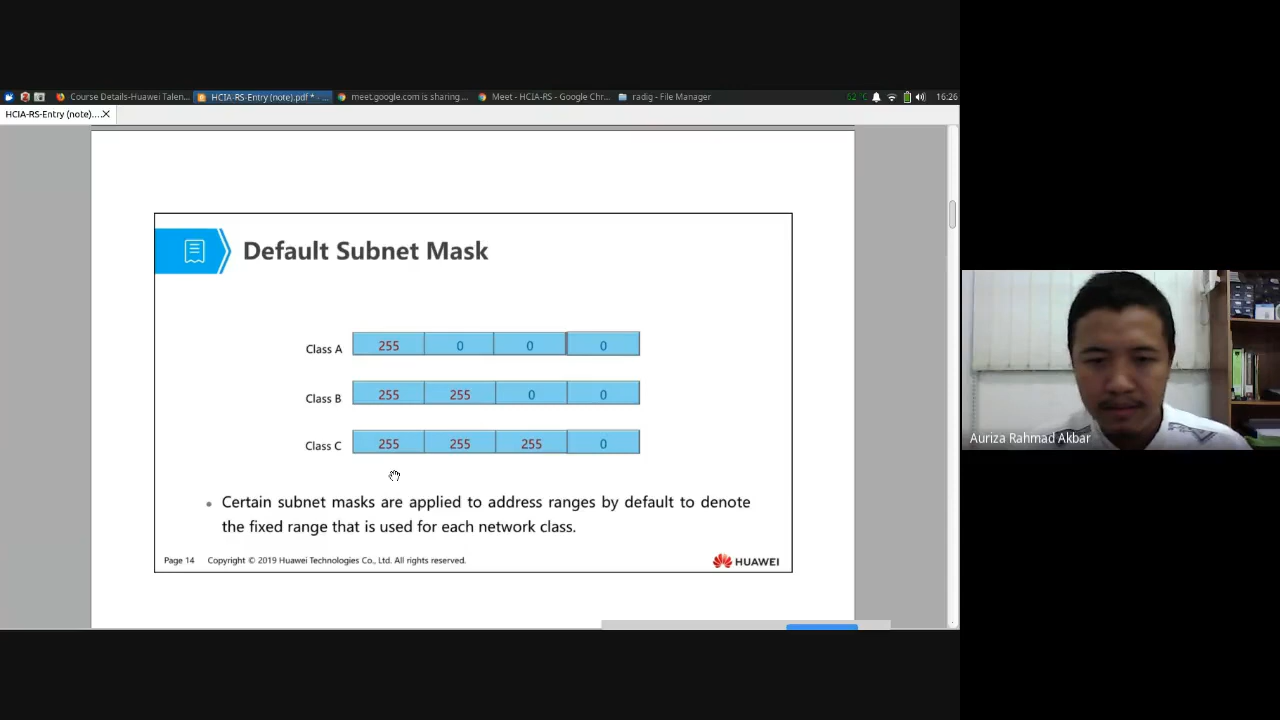 Course Details-Huawei Talen...
HCIA-RS-Entry (note).pdf * -...
meet.google.com is sharing ...
Meet - HCIA-RS - Google Chr...
radig - File Manager
62 °C
16:26
HCIA-RS-Entry (note)....
Default Subnet Mask
Class A 255 0 0 0
Class B 255 255 0 0
Class C 255 255 255 0
• Certain subnet masks are applied to address ranges by default to denote
the fixed range that is used for each network class.
Page 14 Copyright © 2019 Huawei Technologies Co., Ltd. All rights reserved.
HUAWEI
Auriza Rahmad Akbar